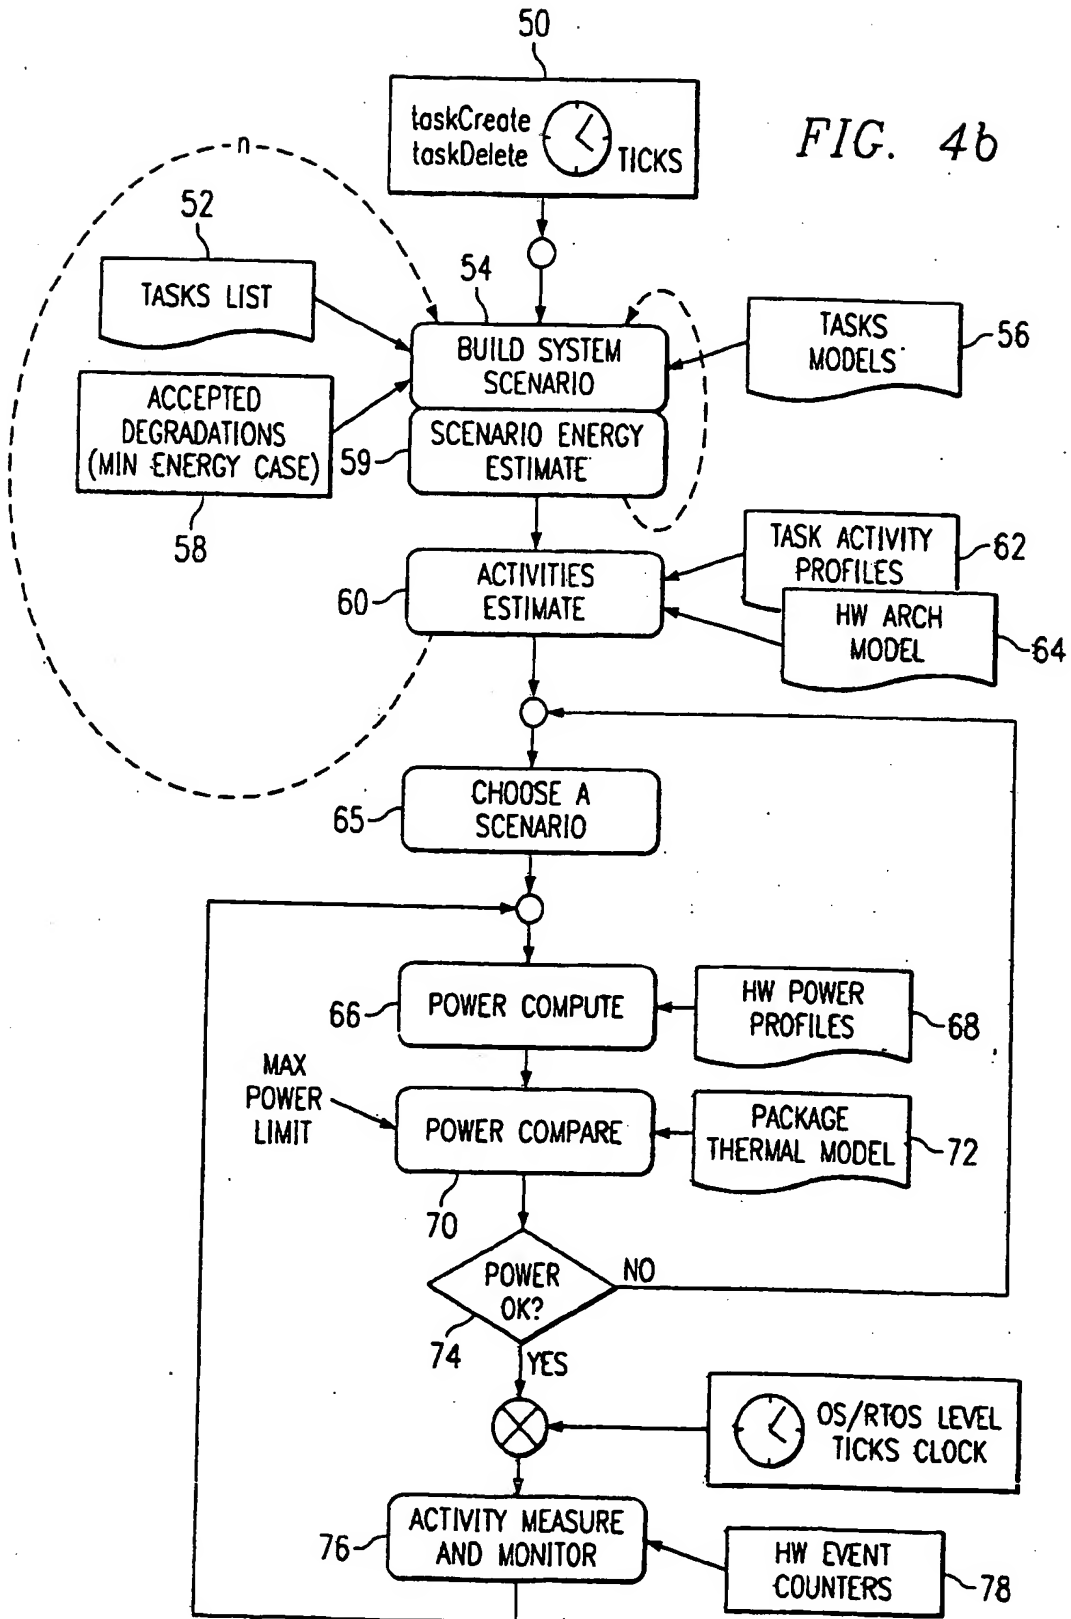 50
taskCreate
taskDelete
TICKS
FIG. 4b
n
52
TASKS LIST
54
BUILD SYSTEM
SCENARIO
TASKS
MODELS
56
ACCEPTED
DEGRADATIONS
(MIN ENERGY CASE)
58
59
SCENARIO ENERGY
ESTIMATE
60
ACTIVITIES
ESTIMATE
TASK ACTIVITY
PROFILES
62
HW ARCH
MODEL
64
65
CHOOSE A
SCENARIO
66
POWER COMPUTE
HW POWER
PROFILES
68
MAX
POWER
LIMIT
POWER COMPARE
70
PACKAGE
THERMAL MODEL
72
POWER
OK?
NO
74
YES
OS/RTOS LEVEL
TICKS CLOCK
76
ACTIVITY MEASURE
AND MONITOR
HW EVENT
COUNTERS
78